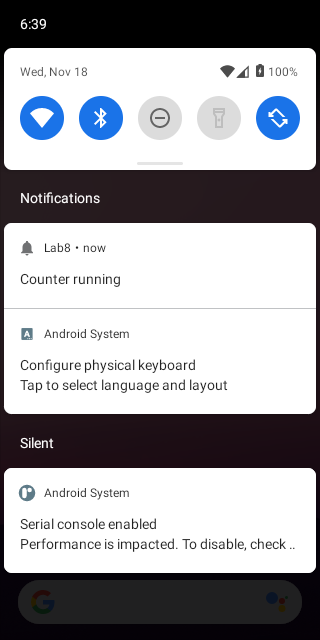 6:39
Wed, Nov 18
100%
Notifications
Lab8 • now
Counter running
Android System
Configure physical keyboard
Tap to select language and layout
Silent
Android System
Serial console enabled
Performance is impacted. To disable, check ..